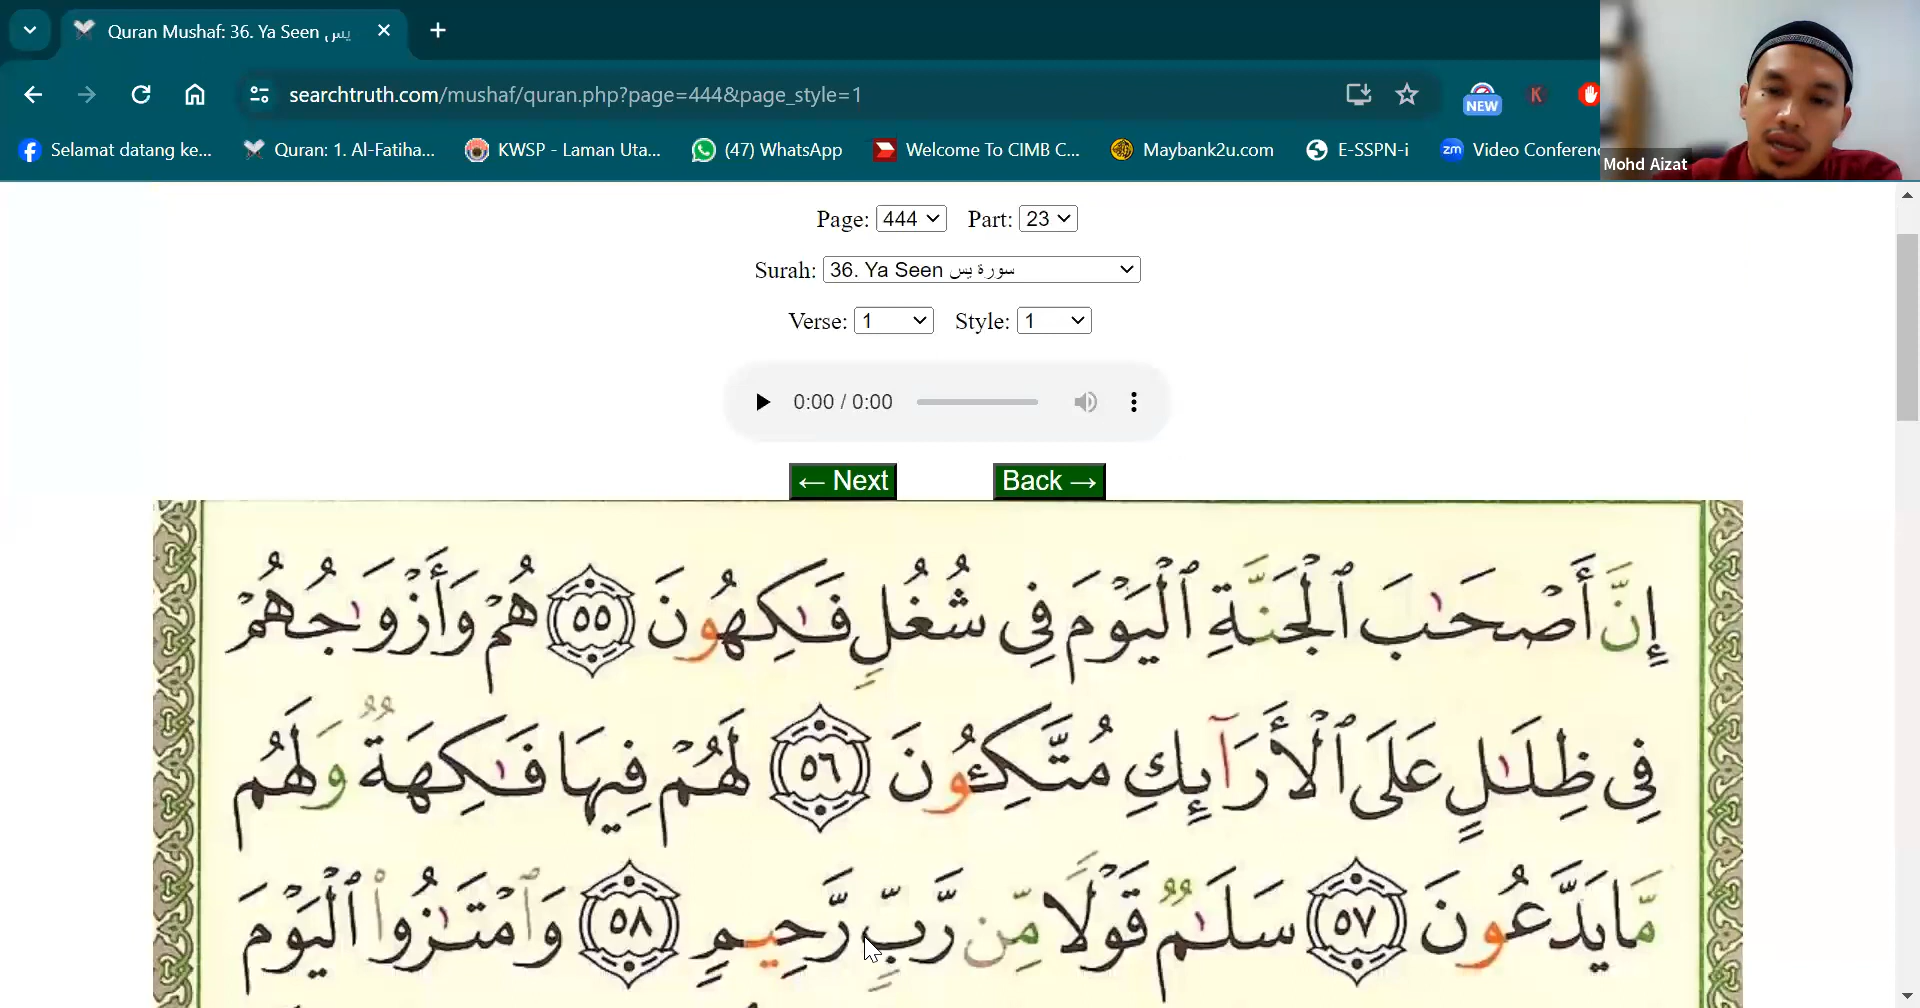 Quran Mushaf: 36. Ya Seen يس
searchtruth.com/mushaf/quran.php?page=444&page_style=1
NEW
K
Selamat datang ke...
Quran: 1. Al-Fatiha...
KWSP - Laman Uta...
(47) WhatsApp
Welcome To CIMB C...
Maybank2u.com
E-SSPN-i
zm Video Conferen
Mohd Aizat
Page: 444 Part: 23
Surah: 36. Ya Seen سورة يس
Verse: 1 Style: 1
0:00 / 0:00
← Next Back →
إِنَّ أَصْحَـٰبَ ٱلْجَنَّةِ ٱلْيَوْمَ فِى شُغُلٍ فَـٰكِهُونَ ٥٥ هُمْ وَأَزْوَٰجُهُمْ
فِى ظِلَـٰلٍ عَلَى ٱلْأَرَآئِكِ مُتَّكِـُٔونَ ٥٦ لَهُمْ فِيهَا فَـٰكِهَةٌ وَلَهُم
مَّا يَدَّعُونَ ٥٧ سَلَـٰمٌ قَوْلًا مِّن رَّبٍّ رَّحِيمٍ ٥٨ وَٱمْتَـٰزُوا۟ ٱلْيَوْمَ